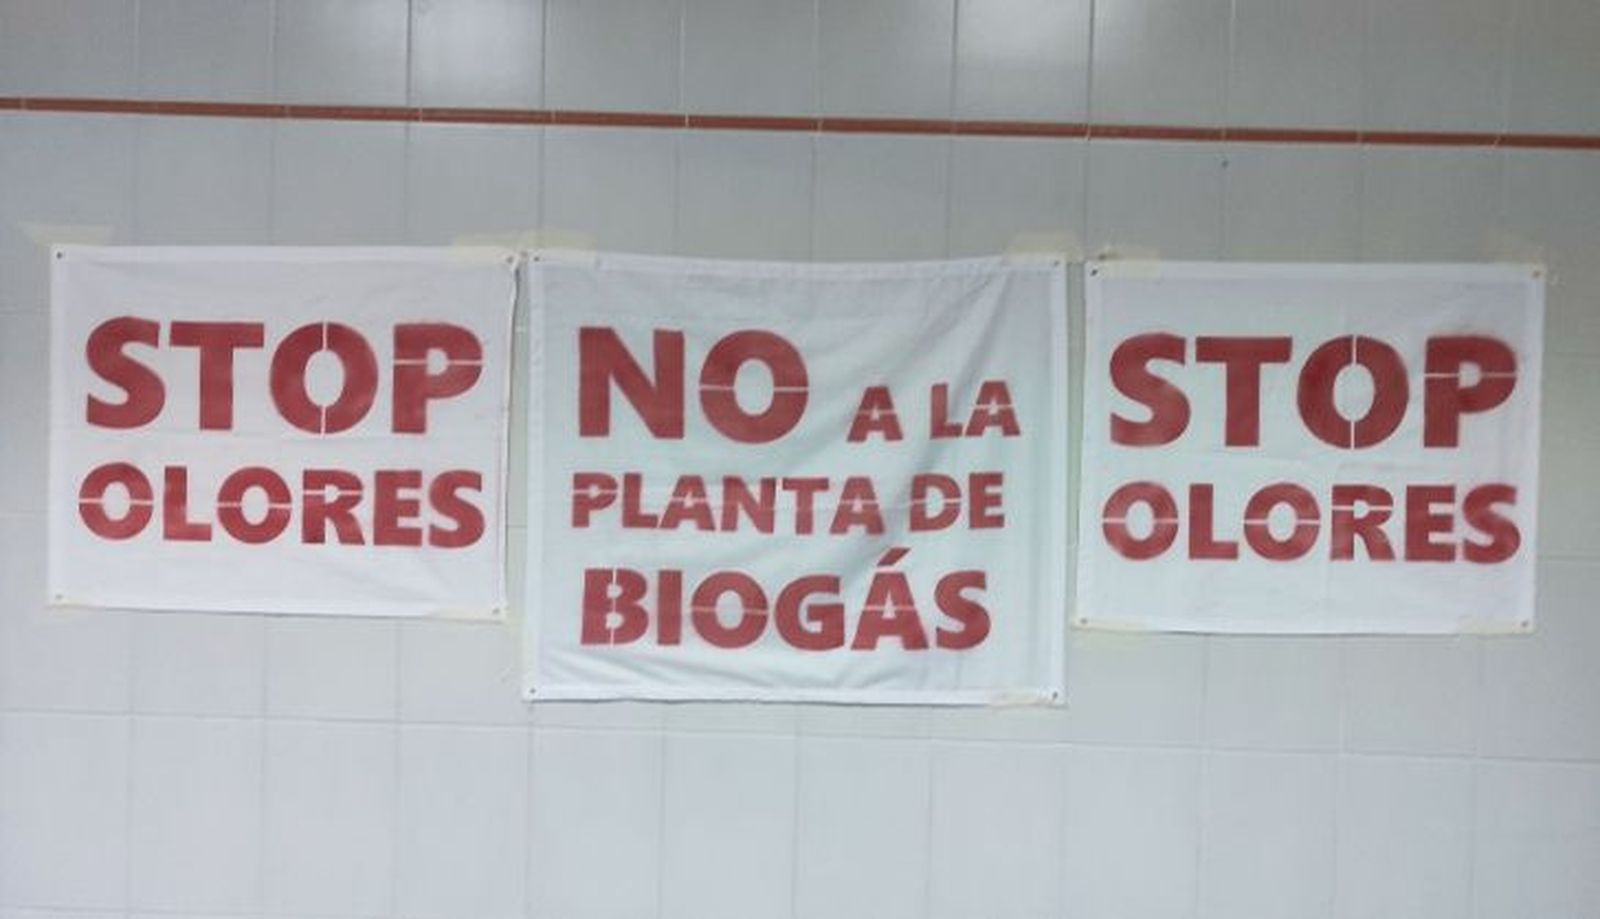 STOP
OLORES
NO A LA
PLANTA DE
BIOGÁS
STOP
OLORES